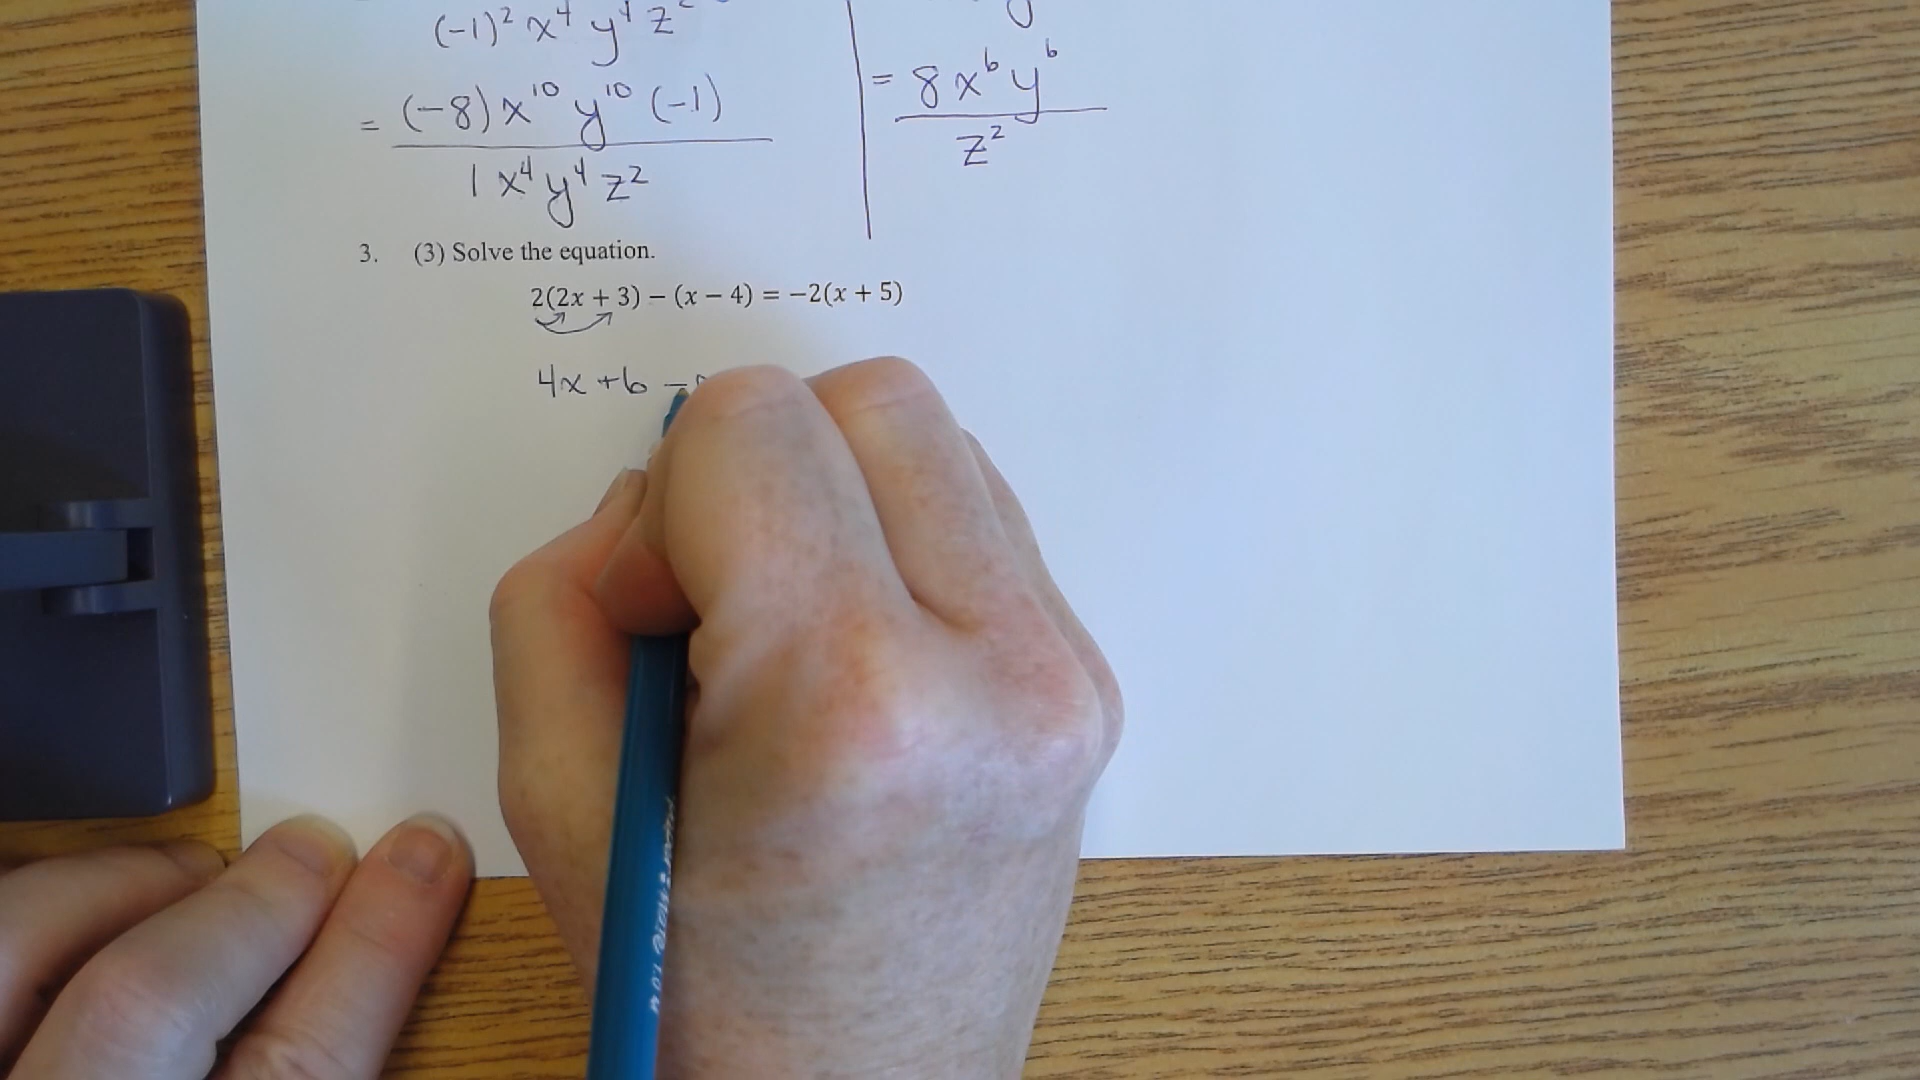 (-1)² x⁴ y⁴ z²
= (-8) x¹⁰ y¹⁰ (-1)
1 x⁴ y⁴ z²
= 8 x⁶ y⁶
z²
3. (3) Solve the equation.
2(2x + 3) − (x − 4) = −2(x + 5)
4x + 6 −